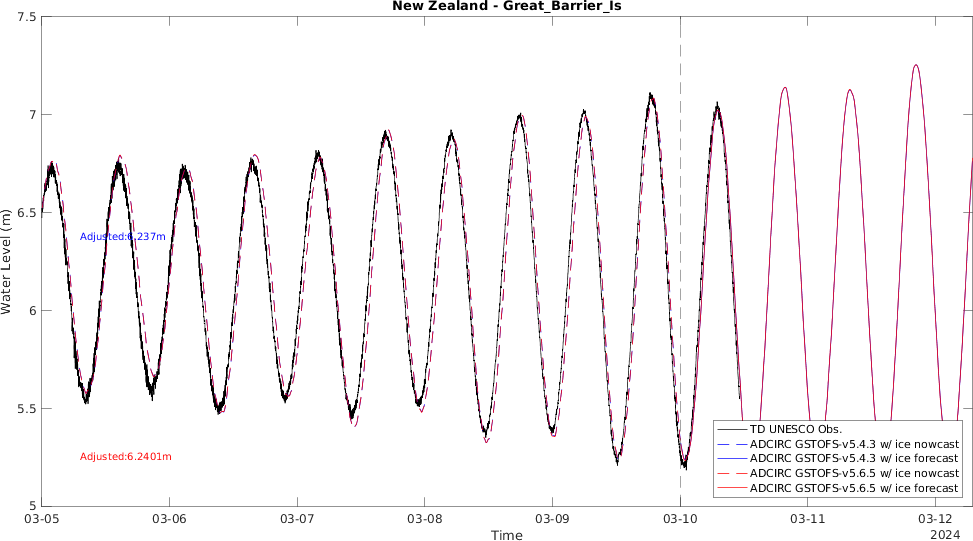 New Zealand - Great_Barrier_Is
7.5
7
6.5
6
5.5
5
Water Level (m)
Adjusted:6.237m
Adjusted:6.2401m
TD UNESCO Obs.
ADCIRC GSTOFS-v5.4.3 w/ ice nowcast
ADCIRC GSTOFS-v5.4.3 w/ ice forecast
ADCIRC GSTOFS-v5.6.5 w/ ice nowcast
ADCIRC GSTOFS-v5.6.5 w/ ice forecast
03-05 03-06 03-07 03-08 03-09 03-10 03-11 03-12
Time
2024